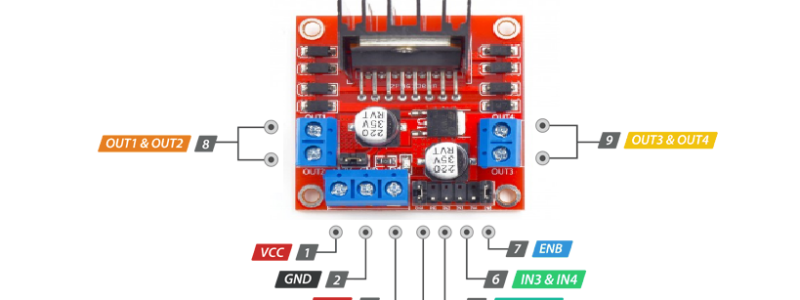 OUT1
OUT4
220
35V
RVT
220
35V
RVT
OUT1 & OUT2 8
9 OUT3 & OUT4
OUT2
OUT3
VCC 1
7 ENB
GND 2
6 IN3 & IN4